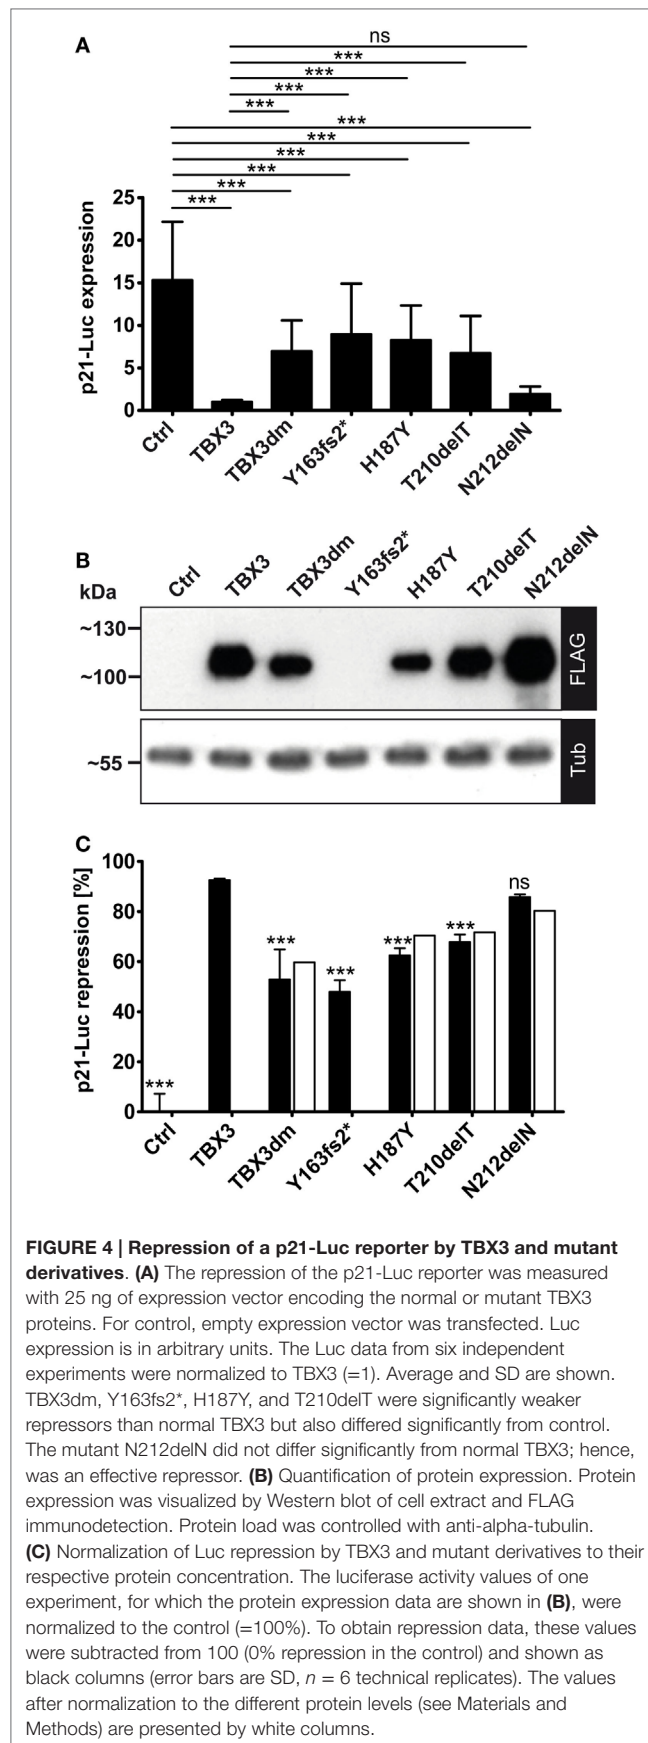 A
ns
***
***
***
***
***
***
***
***
***
***
p21-Luc expression
25
20
15
10
5
0
Ctrl
TBX3
TBX3dm
Y163fs2*
H187Y
T210delT
N212delN
B
kDa
Ctrl
TBX3
TBX3dm
Y163fs2*
H187Y
T210delT
N212delN
~130
~100
FLAG
~55
Tub
C
p21-Luc repression [%]
100
80
60
40
20
0
***
***
***
***
***
ns
Ctrl
TBX3
TBX3dm
Y163fs2*
H187Y
T210delT
N212delN
FIGURE 4 | Repression of a p21-Luc reporter by TBX3 and mutant
derivatives. (A) The repression of the p21-Luc reporter was measured
with 25 ng of expression vector encoding the normal or mutant TBX3
proteins. For control, empty expression vector was transfected. Luc
expression is in arbitrary units. The Luc data from six independent
experiments were normalized to TBX3 (=1). Average and SD are shown.
TBX3dm, Y163fs2*, H187Y, and T210delT were significantly weaker
repressors than normal TBX3 but also differed significantly from control.
The mutant N212delN did not differ significantly from normal TBX3; hence,
was an effective repressor. (B) Quantification of protein expression. Protein
expression was visualized by Western blot of cell extract and FLAG
immunodetection. Protein load was controlled with anti-alpha-tubulin.
(C) Normalization of Luc repression by TBX3 and mutant derivatives to their
respective protein concentration. The luciferase activity values of one
experiment, for which the protein expression data are shown in (B), were
normalized to the control (=100%). To obtain repression data, these values
were subtracted from 100 (0% repression in the control) and shown as
black columns (error bars are SD, n = 6 technical replicates). The values
after normalization to the different protein levels (see Materials and
Methods) are presented by white columns.